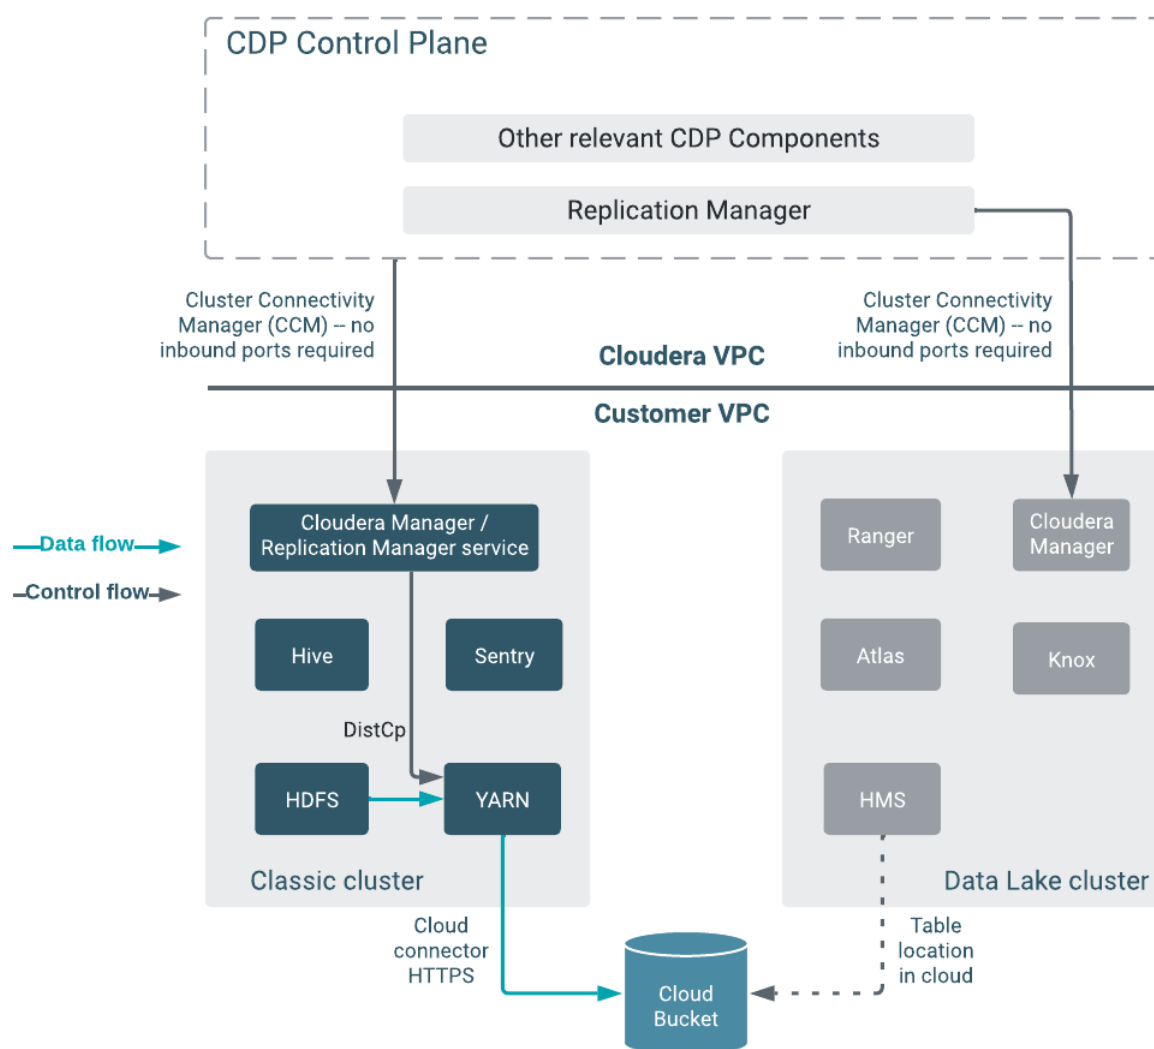 CDP Control Plane
Other relevant CDP Components
Replication Manager
Cluster Connectivity
Manager (CCM) -- no
inbound ports required
Cluster Connectivity
Manager (CCM) -- no
inbound ports required
Cloudera VPC
Customer VPC
Data flow
Control flow
Cloudera Manager /
Replication Manager service
Hive
Sentry
DistCp
HDFS
YARN
Classic cluster
Ranger
Cloudera
Manager
Atlas
Knox
HMS
Data Lake cluster
Cloud
connector
HTTPS
Table
location
in cloud
Cloud
Bucket